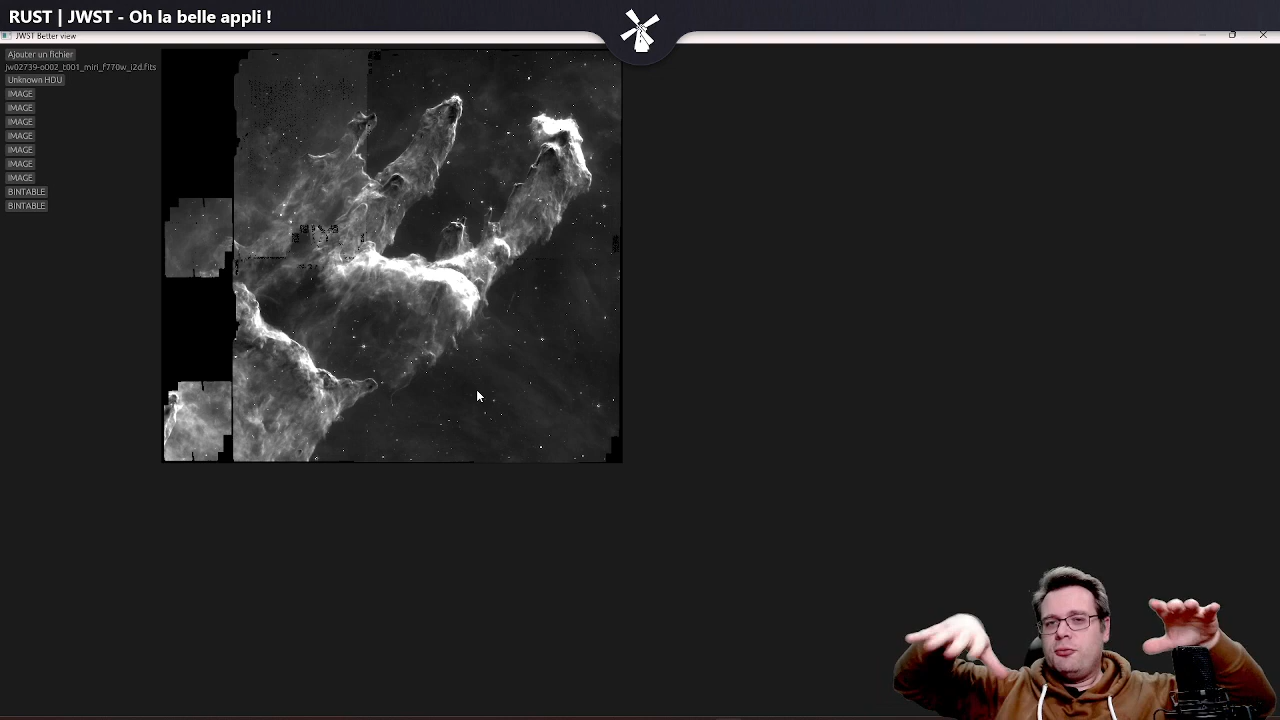 RUST | JWST - Oh la belle appli !
JWST Better view
Ajouter un fichier
jw02739-o002_t001_miri_f770w_i2d.fits
Unknown HDU
IMAGE
IMAGE
IMAGE
IMAGE
IMAGE
IMAGE
IMAGE
BINTABLE
BINTABLE